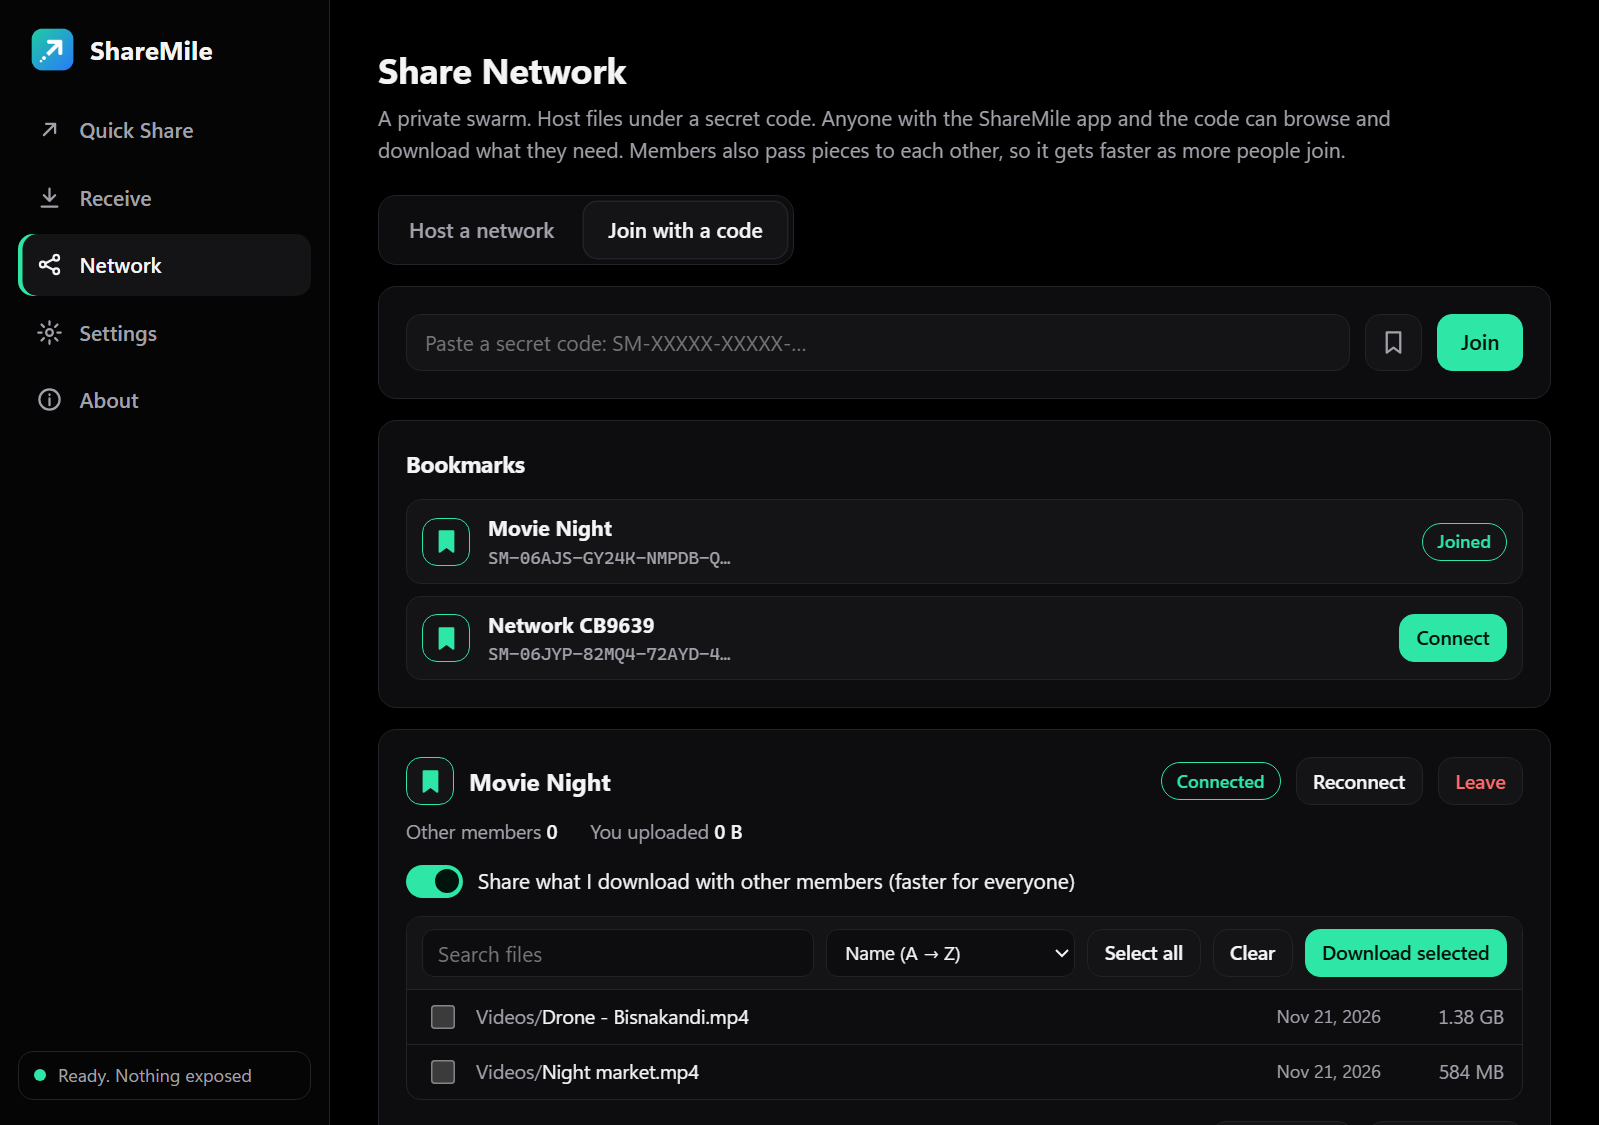 ShareMile
Quick Share
Receive
Network
Settings
About
Ready. Nothing exposed
Share Network
A private swarm. Host files under a secret code. Anyone with the ShareMile app and the code can browse and
download what they need. Members also pass pieces to each other, so it gets faster as more people join.
Host a network
Join with a code
Paste a secret code: SM-XXXXX-XXXXX-...
Join
Bookmarks
Movie Night
SM-06AJS-GY24K-NMPDB-Q…
Joined
Network CB9639
SM-06JYP-82MQ4-72AYD-4…
Connect
Movie Night
Connected
Reconnect
Leave
Other members 0 You uploaded 0 B
Share what I download with other members (faster for everyone)
Search files
Name (A → Z)
Select all
Clear
Download selected
Videos/Drone - Bisnakandi.mp4 Nov 21, 2026 1.38 GB
Videos/Night market.mp4 Nov 21, 2026 584 MB